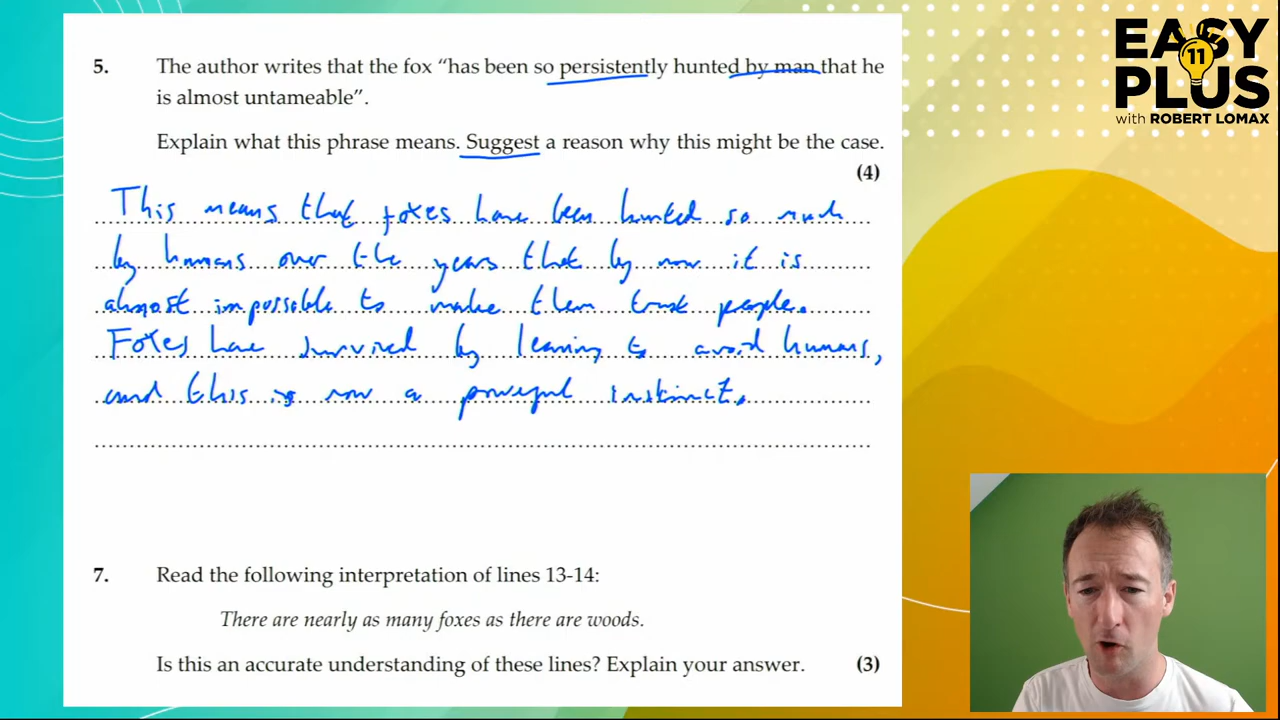 EASY
11
PLUS
with ROBERT LOMAX
5. The author writes that the fox “has been so persistently hunted by man that he
is almost untameable”.
Explain what this phrase means. Suggest a reason why this might be the case.
(4)
This means that foxes have been hunted so much
by humans over the years that by now it is
almost impossible to make them trust people.
Foxes have survived by learning to avoid humans,
and this is now a powerful instinct.
7. Read the following interpretation of lines 13-14:
There are nearly as many foxes as there are woods.
Is this an accurate understanding of these lines? Explain your answer. (3)